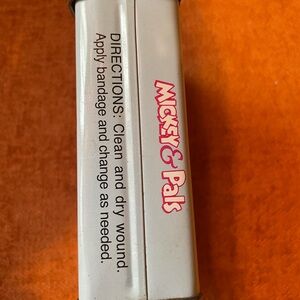 MICKEY & Pals
DIRECTIONS: Clean and dry wound.
Apply bandage and change as needed.